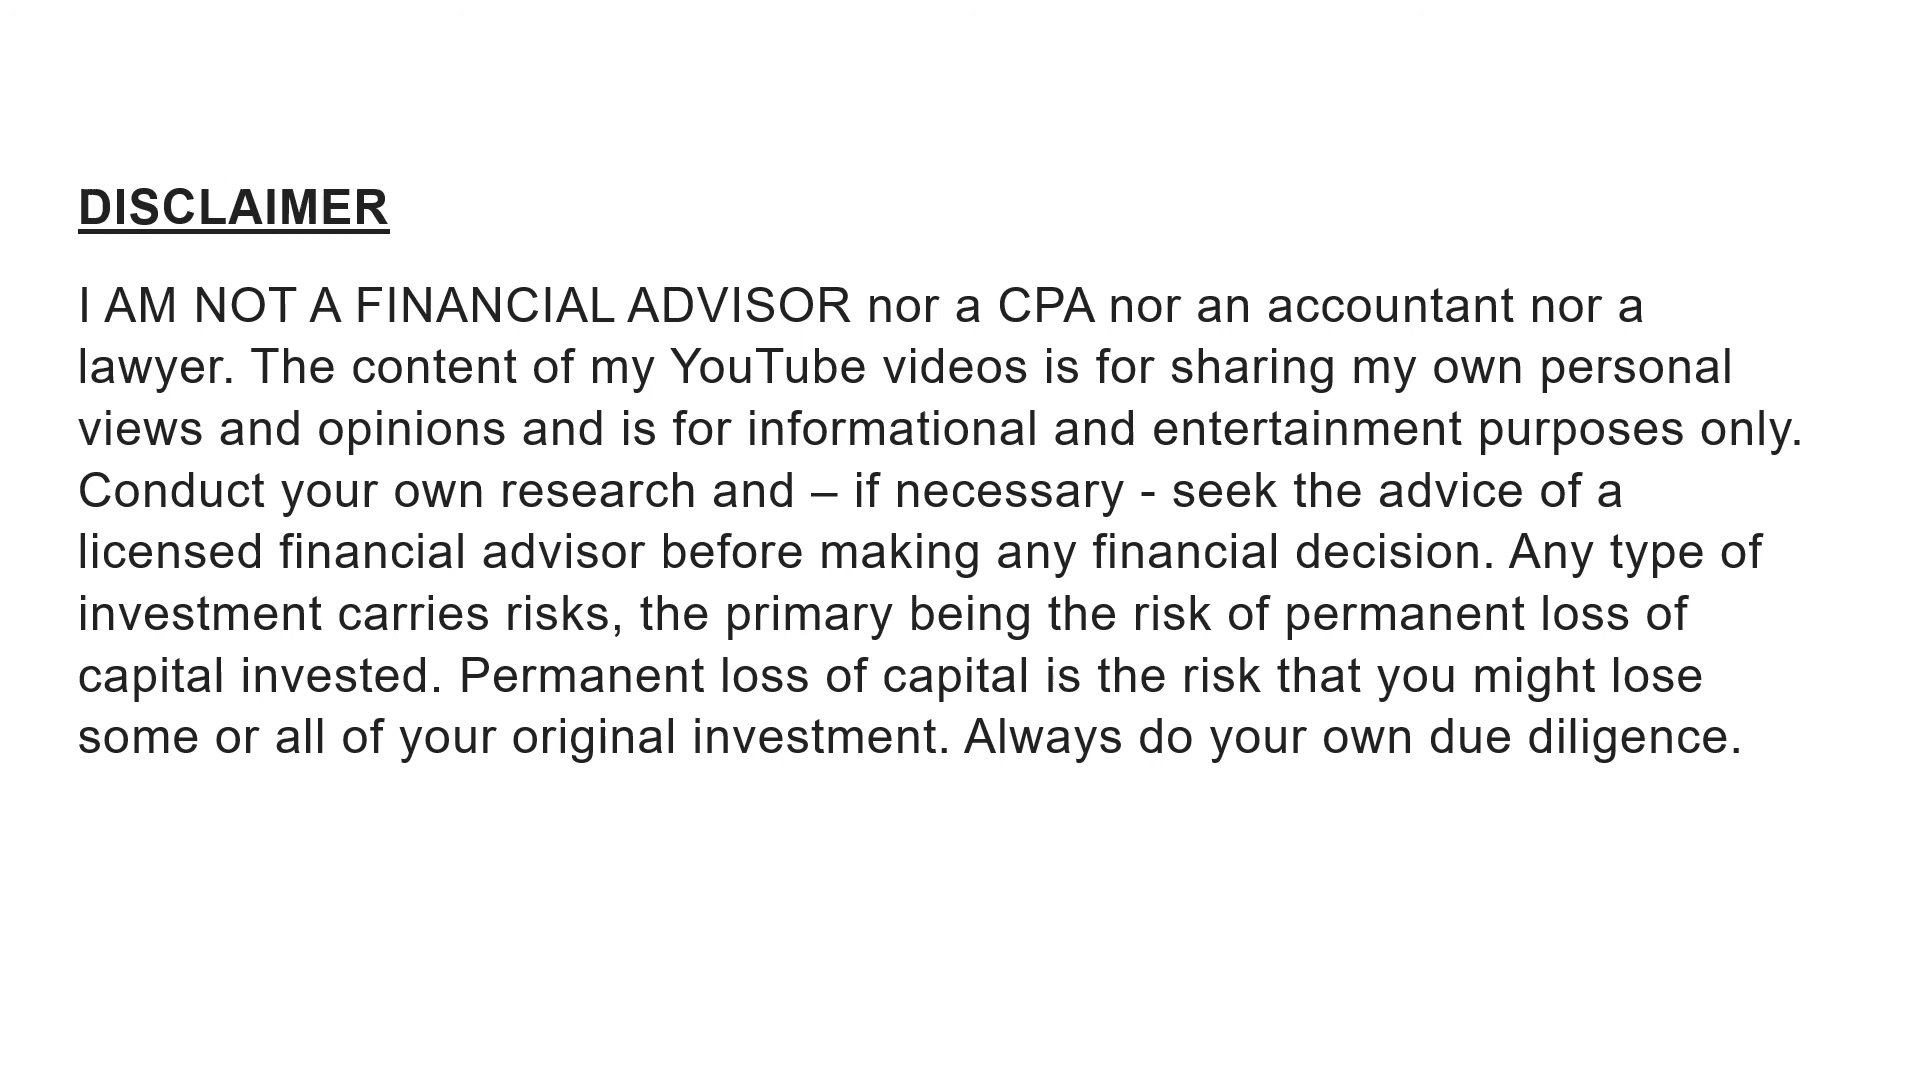 DISCLAIMER
I AM NOT A FINANCIAL ADVISOR nor a CPA nor an accountant nor a
lawyer. The content of my YouTube videos is for sharing my own personal
views and opinions and is for informational and entertainment purposes only.
Conduct your own research and – if necessary - seek the advice of a
licensed financial advisor before making any financial decision. Any type of
investment carries risks, the primary being the risk of permanent loss of
capital invested. Permanent loss of capital is the risk that you might lose
some or all of your original investment. Always do your own due diligence.